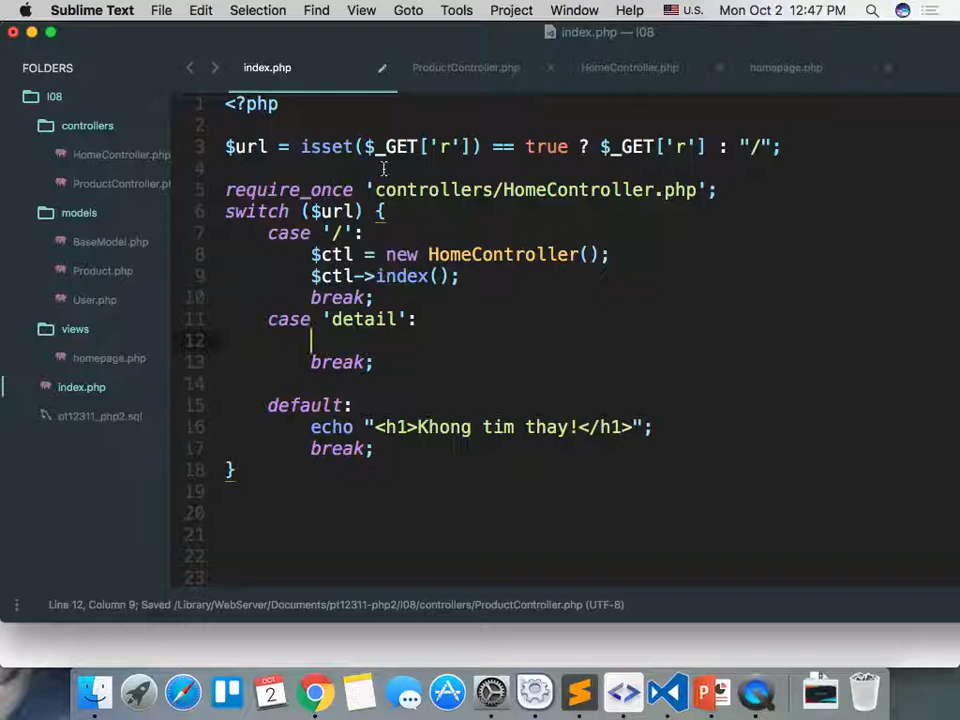 Sublime Text File Edit Selection Find View Goto Tools Project Window Help U.S. Mon Oct 2 12:47 PM
index.php — l08
FOLDERS
l08
controllers
HomeController.php
ProductController.p
models
BaseModel.php
Product.php
User.php
views
homepage.php
index.php
pt12311_php2.sql
index.php ProductController.php HomeController.php homepage.php
1 <?php
2
3 $url = isset($_GET['r']) == true ? $_GET['r'] : "/";
4
5 require_once 'controllers/HomeController.php';
6 switch ($url) {
7 case '/':
8 $ctl = new HomeController();
9 $ctl->index();
10 break;
11 case 'detail':
12
13 break;
14
15 default:
16 echo "<h1>Khong tim thay!</h1>";
17 break;
18 }
19
20
21
22
23
Line 12, Column 9; Saved /Library/WebServer/Documents/pt12311-php2/l08/controllers/ProductController.php (UTF-8)
OCT
2